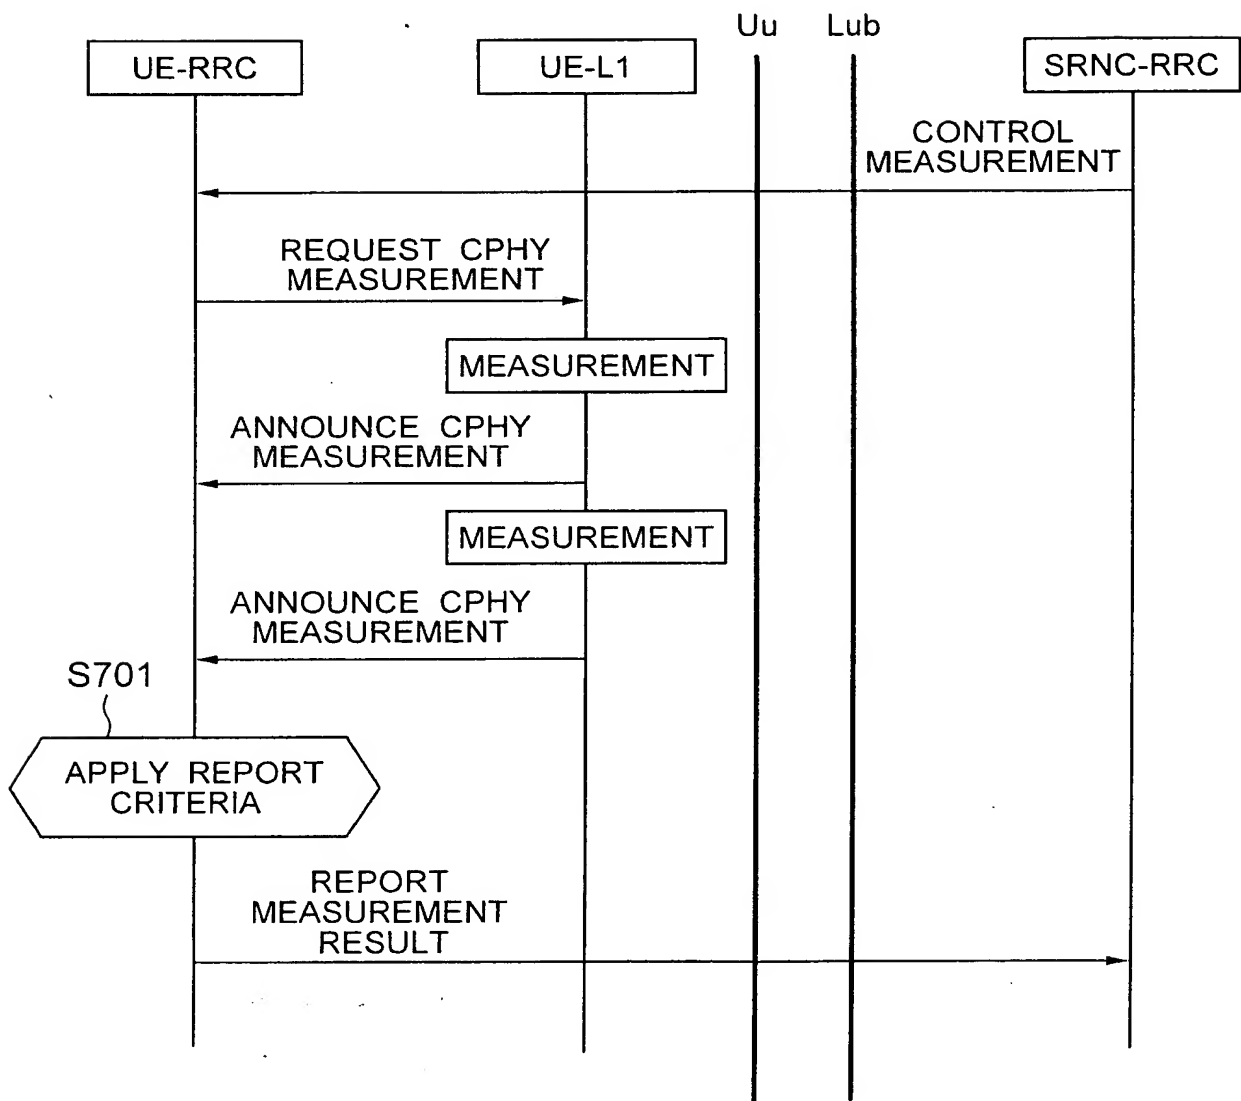 Uu Lub
UE-RRC UE-L1 SRNC-RRC
CONTROL
MEASUREMENT
REQUEST CPHY
MEASUREMENT
MEASUREMENT
ANNOUNCE CPHY
MEASUREMENT
MEASUREMENT
ANNOUNCE CPHY
MEASUREMENT
S701
APPLY REPORT
CRITERIA
REPORT
MEASUREMENT
RESULT